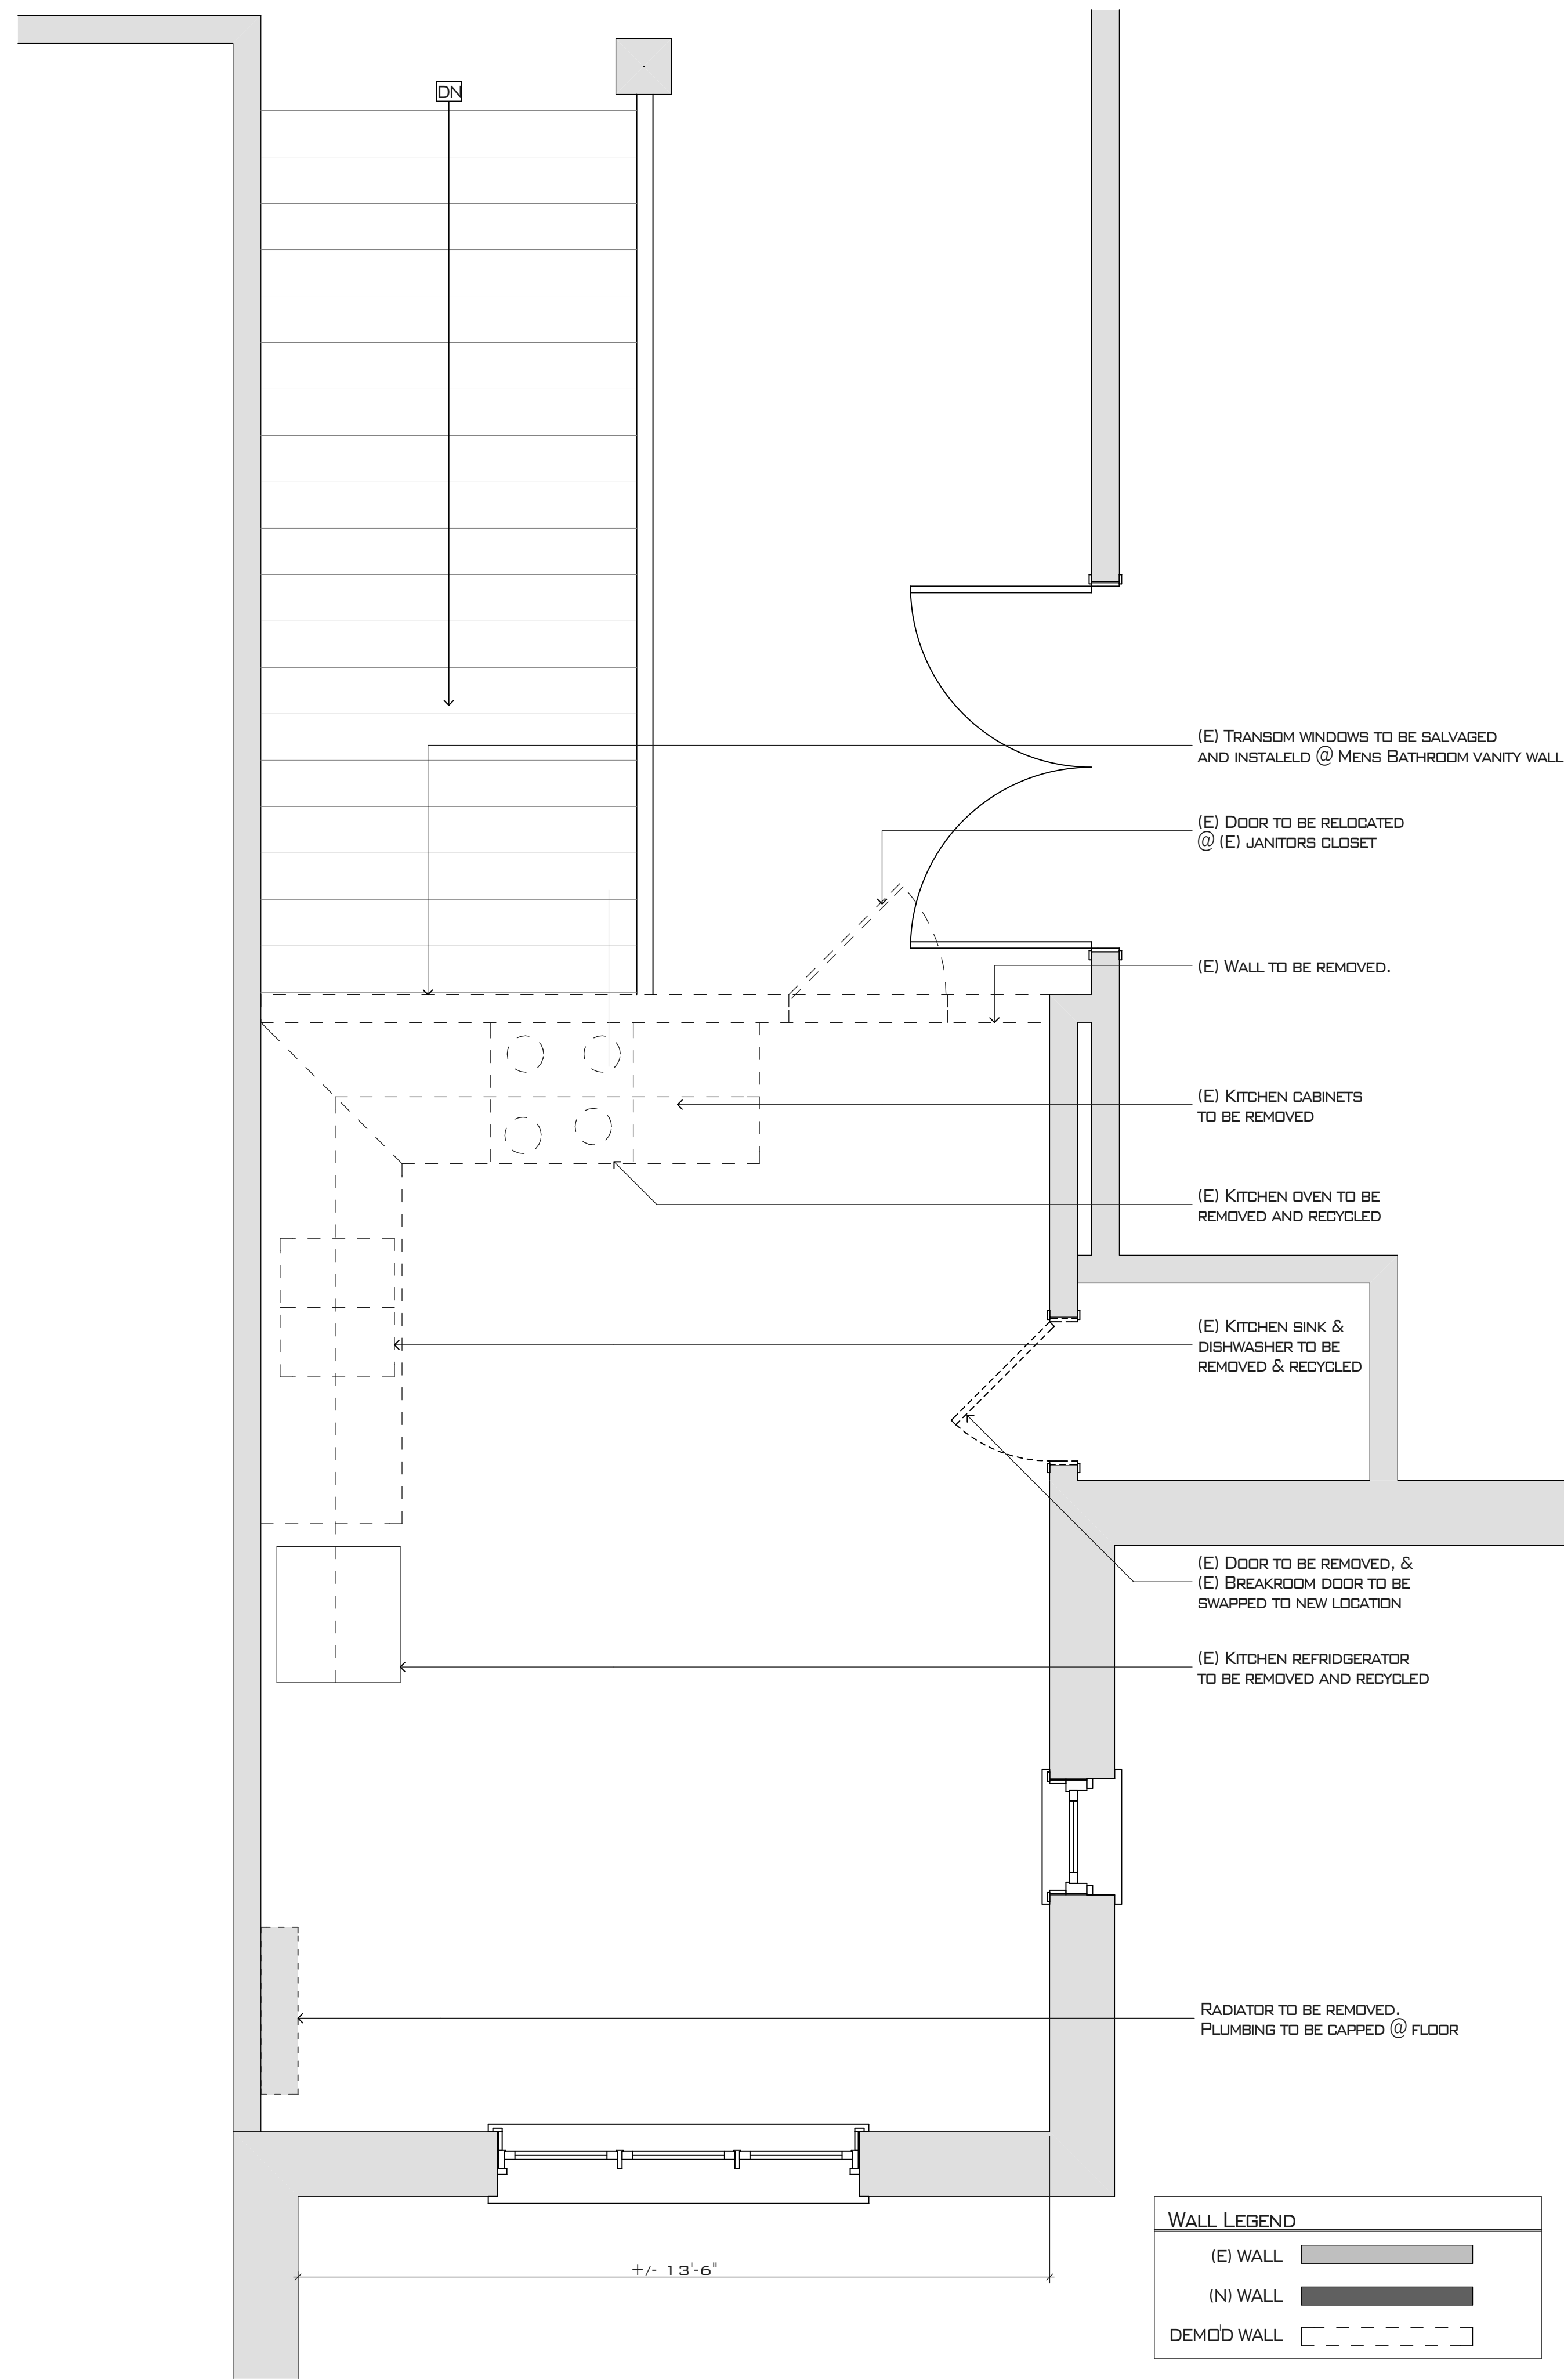 DN
(E) Transom windows to be salvaged
and instaleld @ Mens Bathroom vanity wall
(E) Door to be relocated
@ (E) janitors closet
(E) Wall to be removed.
(E) Kitchen cabinets
to be removed
(E) Kitchen oven to be
removed and recycled
(E) Kitchen sink &
dishwasher to be
removed & recycled
(E) Door to be removed, &
(E) Breakroom door to be
swapped to new location
(E) Kitchen refridgerator
to be removed and recycled
Radiator to be removed.
Plumbing to be capped @ floor
+/- 13'-6"
Wall Legend
(E) WALL
(N) WALL
DEMO'D WALL